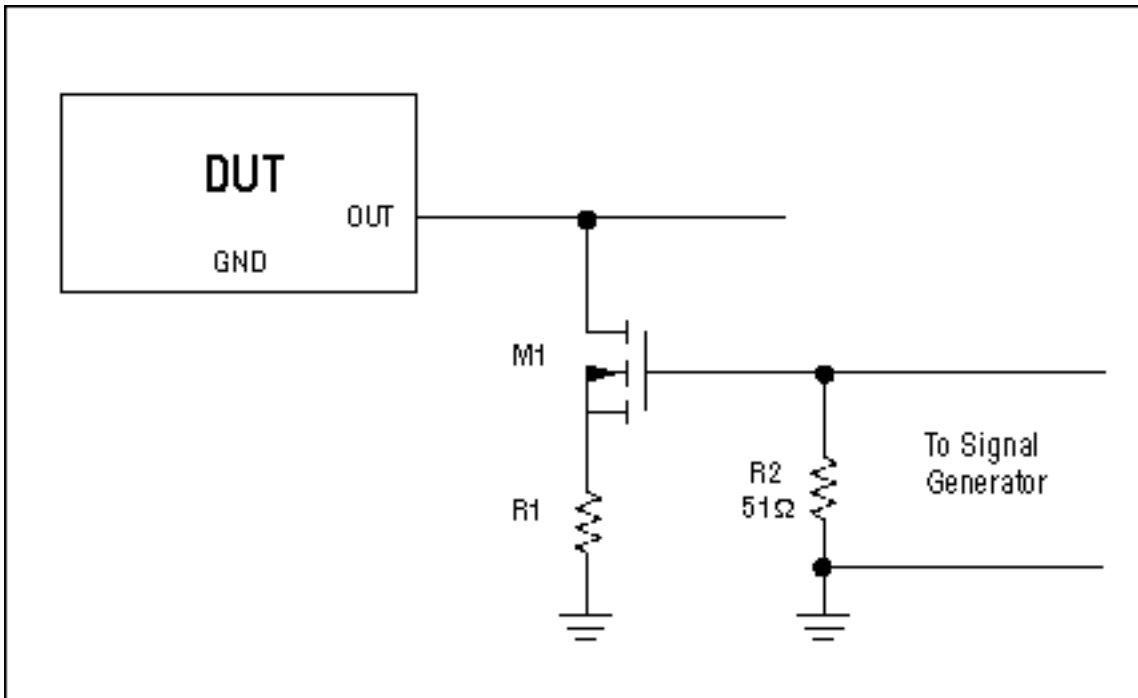 DUT
OUT
GND
M1
R1
R2
51Ω
To Signal
Generator